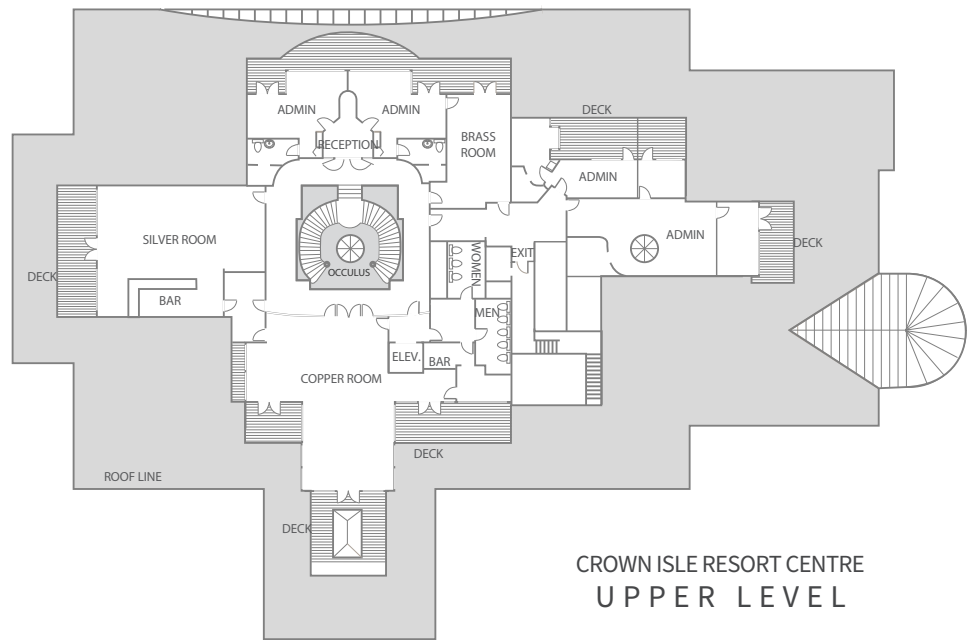 ADMIN
ADMIN
RECEPTION
BRASS
ROOM
DECK
ADMIN
SILVER ROOM
DECK
BAR
OCCULUS
WOMEN
EXIT
ADMIN
DECK
MEN
ELEV.
BAR
COPPER ROOM
DECK
ROOF LINE
DECK
CROWN ISLE RESORT CENTRE
UPPER LEVEL